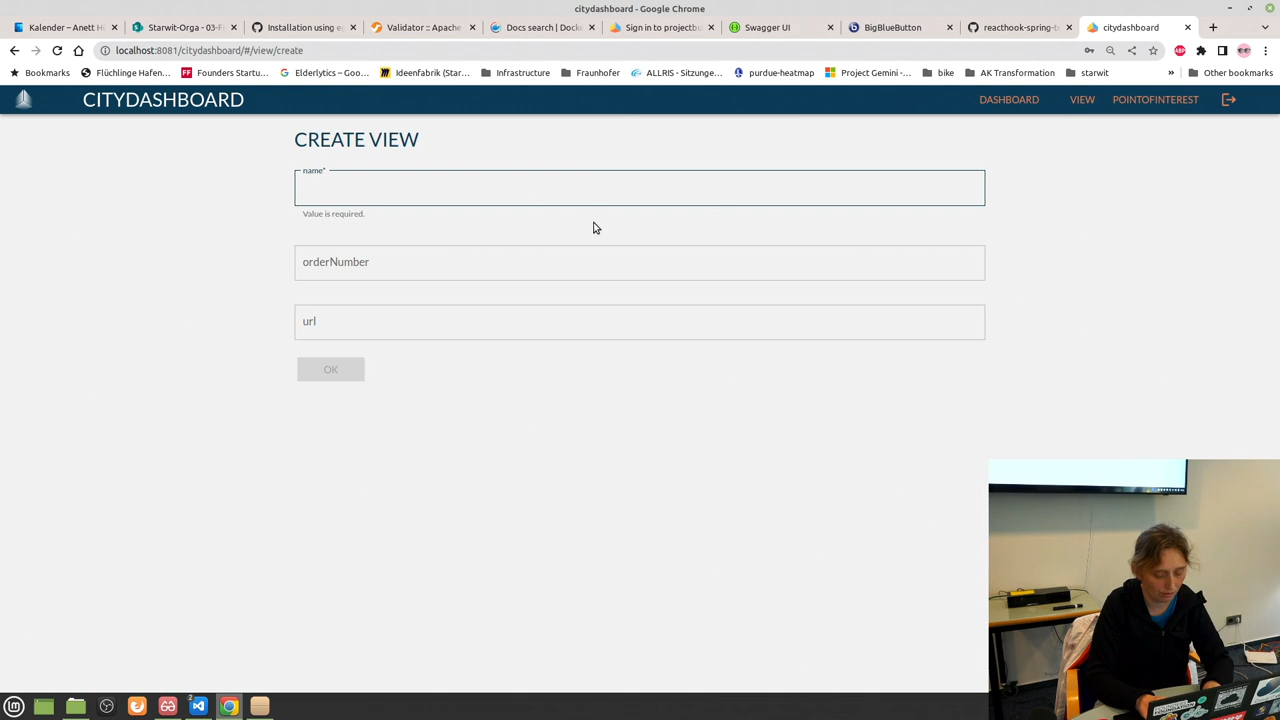 citydashboard - Google Chrome
Kalender – Anett H
Starwit-Orga - 03-F
Installation using e
Validator :: Apache
Docs search | Docke
Sign in to projectbu
Swagger UI
BigBlueButton
reacthook-spring-b
citydashboard
localhost:8081/citydashboard/#/view/create
Bookmarks
Flüchlinge Hafen...
Founders Startu...
Elderlytics – Goo...
Ideenfabrik (Star...
Infrastructure
Fraunhofer
ALLRIS - Sitzunge...
purdue-heatmap
Project Gemini -...
bike
AK Transformation
starwit
»
Other bookmarks
CITYDASHBOARD
DASHBOARD
VIEW
POINTOFINTEREST
CREATE VIEW
name*
Value is required.
orderNumber
url
OK